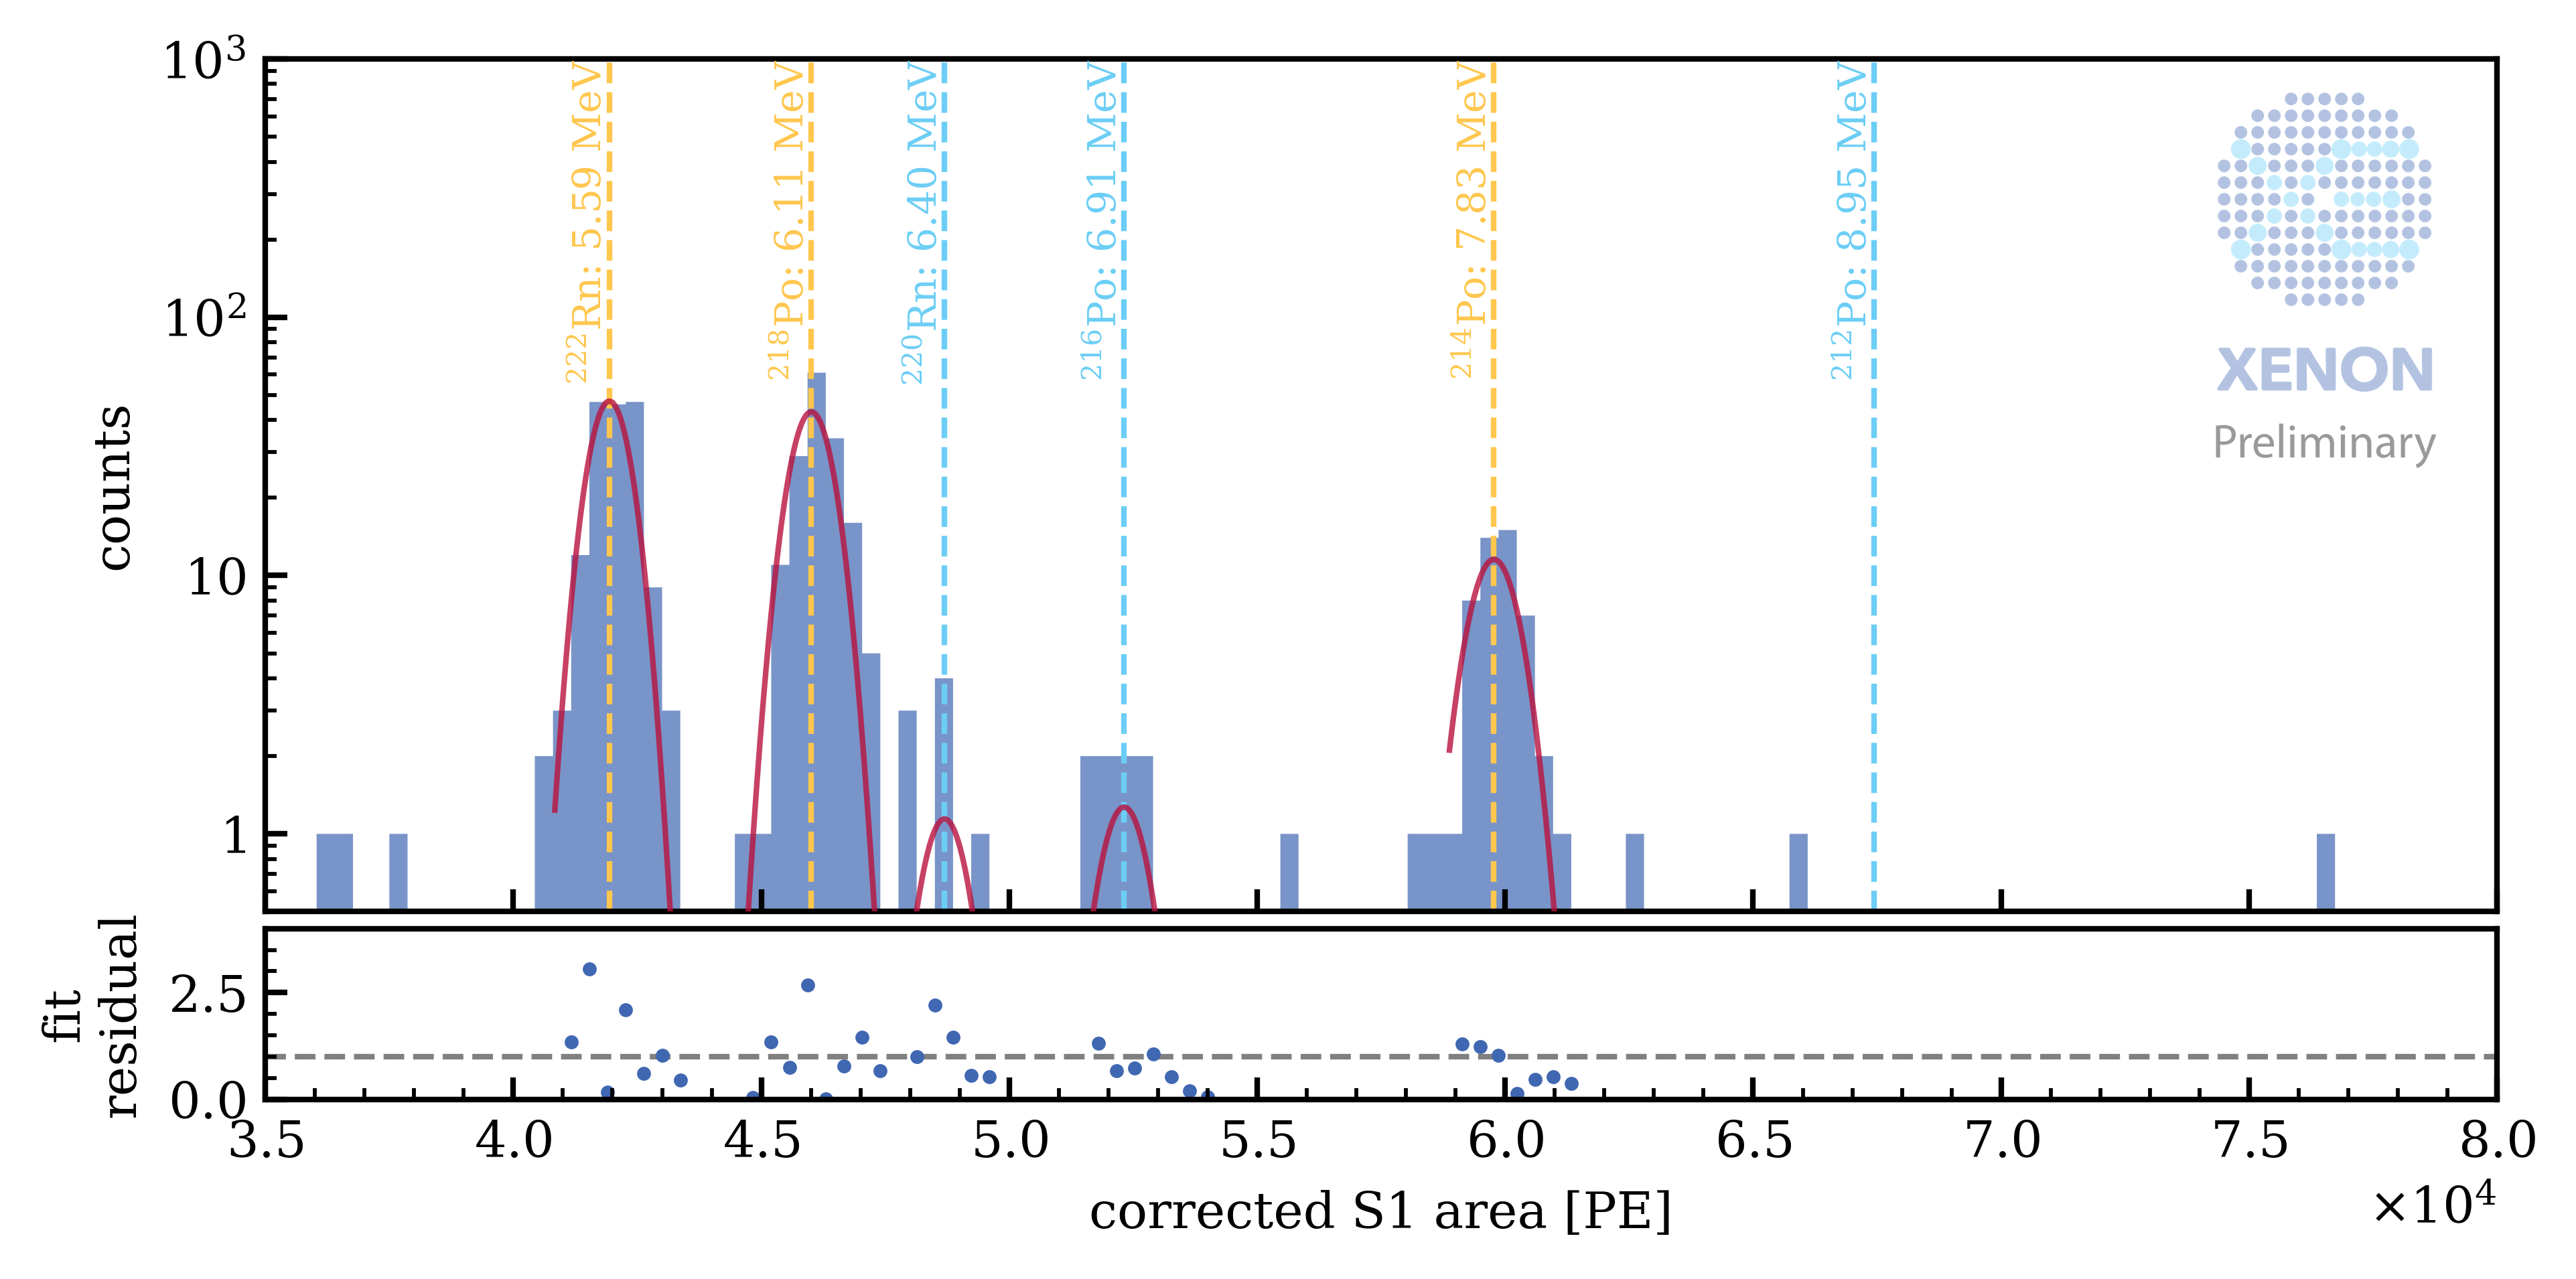 10³
10²
10
1
counts
²²²Rn: 5.59 MeV
²¹⁸Po: 6.11 MeV
²²⁰Rn: 6.40 MeV
²¹⁶Po: 6.91 MeV
²¹⁴Po: 7.83 MeV
²¹²Po: 8.95 MeV
XENON
Preliminary
fit
residual
2.5
0.0
3.5 4.0 4.5 5.0 5.5 6.0 6.5 7.0 7.5 8.0
corrected S1 area [PE]
×10⁴